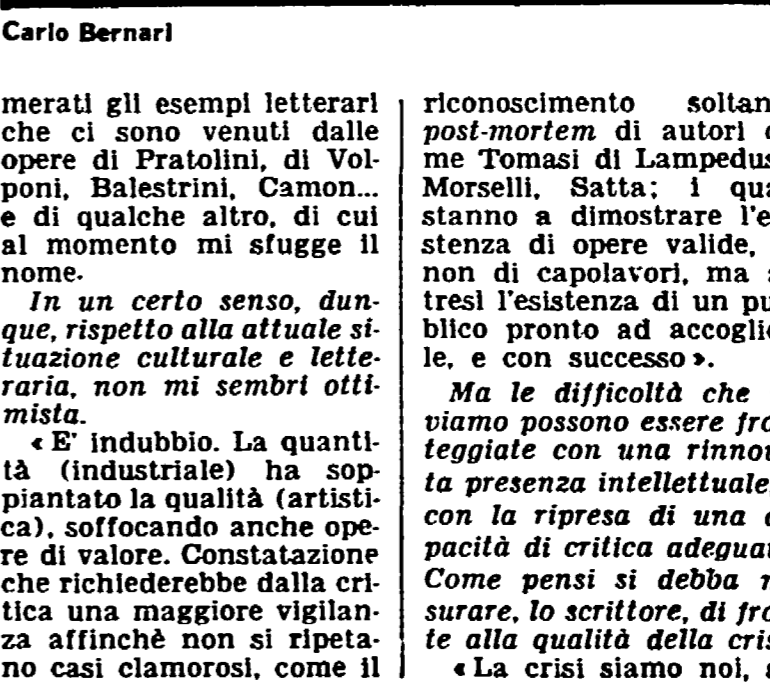 Carlo Bernari
merati gli esempi letterari
che ci sono venuti dalle
opere di Pratolini, di Vol-
poni, Balestrini, Camon...
e di qualche altro, di cui
al momento mi sfugge il
nome.
In un certo senso, dun-
que, rispetto alla attuale si-
tuazione culturale e lette-
raria, non mi sembri otti-
mista.
« E' indubbio. La quanti-
tà (industriale) ha sop-
piantato la qualità (artisti-
ca), soffocando anche ope-
re di valore. Constatazione
che richiederebbe dalla cri-
tica una maggiore vigilan-
za affinchè non si ripeta-
no casi clamorosi, come il
riconoscimento soltan
post-mortem di autori
me Tomasi di Lampedus
Morselli, Satta; i qua
stanno a dimostrare l'e
stenza di opere valide,
non di capolavori, ma
tresì l'esistenza di un pu
blico pronto ad accoglie
le, e con successo ».
Ma le difficoltà che
viamo possono essere fro
teggiate con una rinnov
ta presenza intellettuale
con la ripresa di una
pacità di critica adeguat
Come pensi si debba
surare, lo scrittore, di fro
te alla qualità della cris
« La crisi siamo noi,